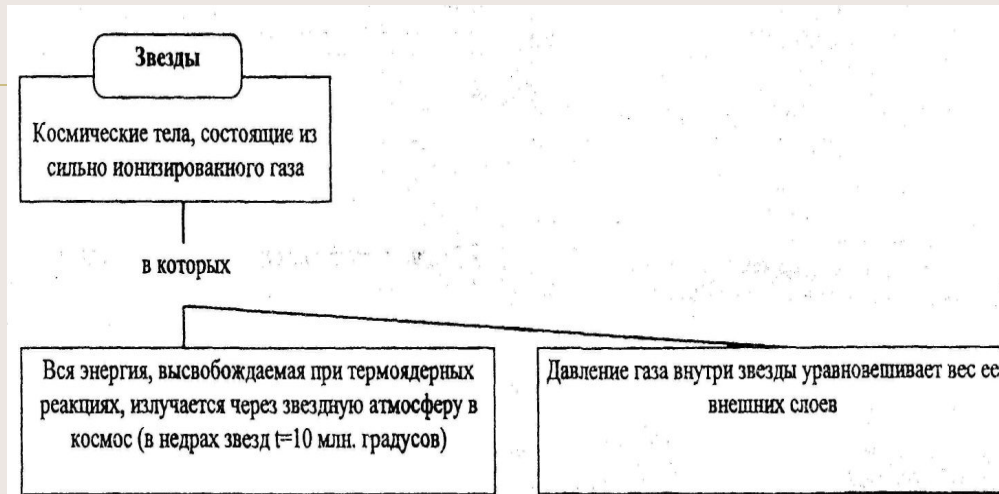 Звезды
Космические тела, состоящие из
сильно ионизированного газа
в которых
Вся энергия, высвобождаемая при термоядерных
реакциях, излучается через звездную атмосферу в
космос (в недрах звезд t=10 млн. градусов)
Давление газа внутри звезды уравновешивает вес ее
внешних слоев